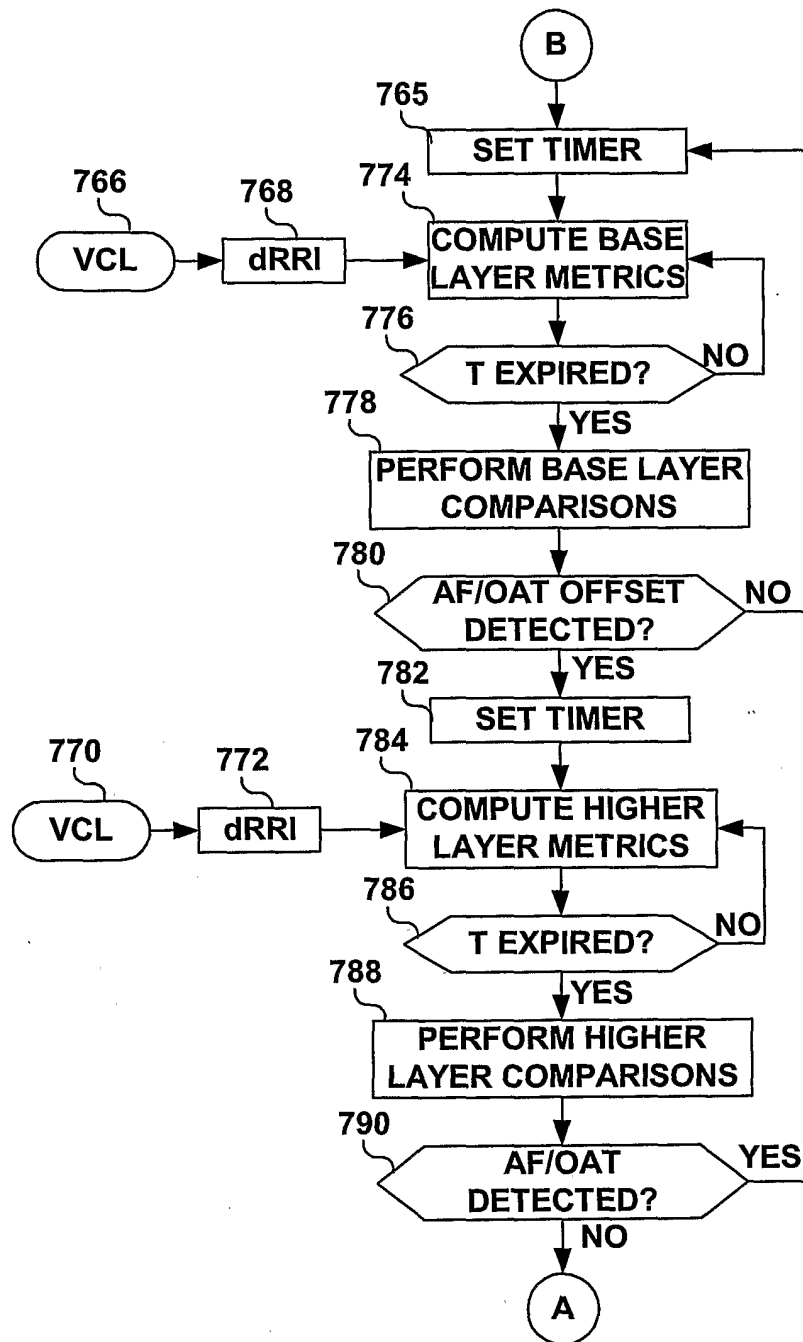 B
765
SET TIMER
766
768
774
VCL
dRRI
COMPUTE BASE
LAYER METRICS
776
T EXPIRED?
NO
YES
778
PERFORM BASE LAYER
COMPARISONS
780
AF/OAT OFFSET
DETECTED?
NO
YES
782
SET TIMER
770
772
784
VCL
dRRI
COMPUTE HIGHER
LAYER METRICS
786
T EXPIRED?
NO
YES
788
PERFORM HIGHER
LAYER COMPARISONS
790
AF/OAT
DETECTED?
YES
NO
A